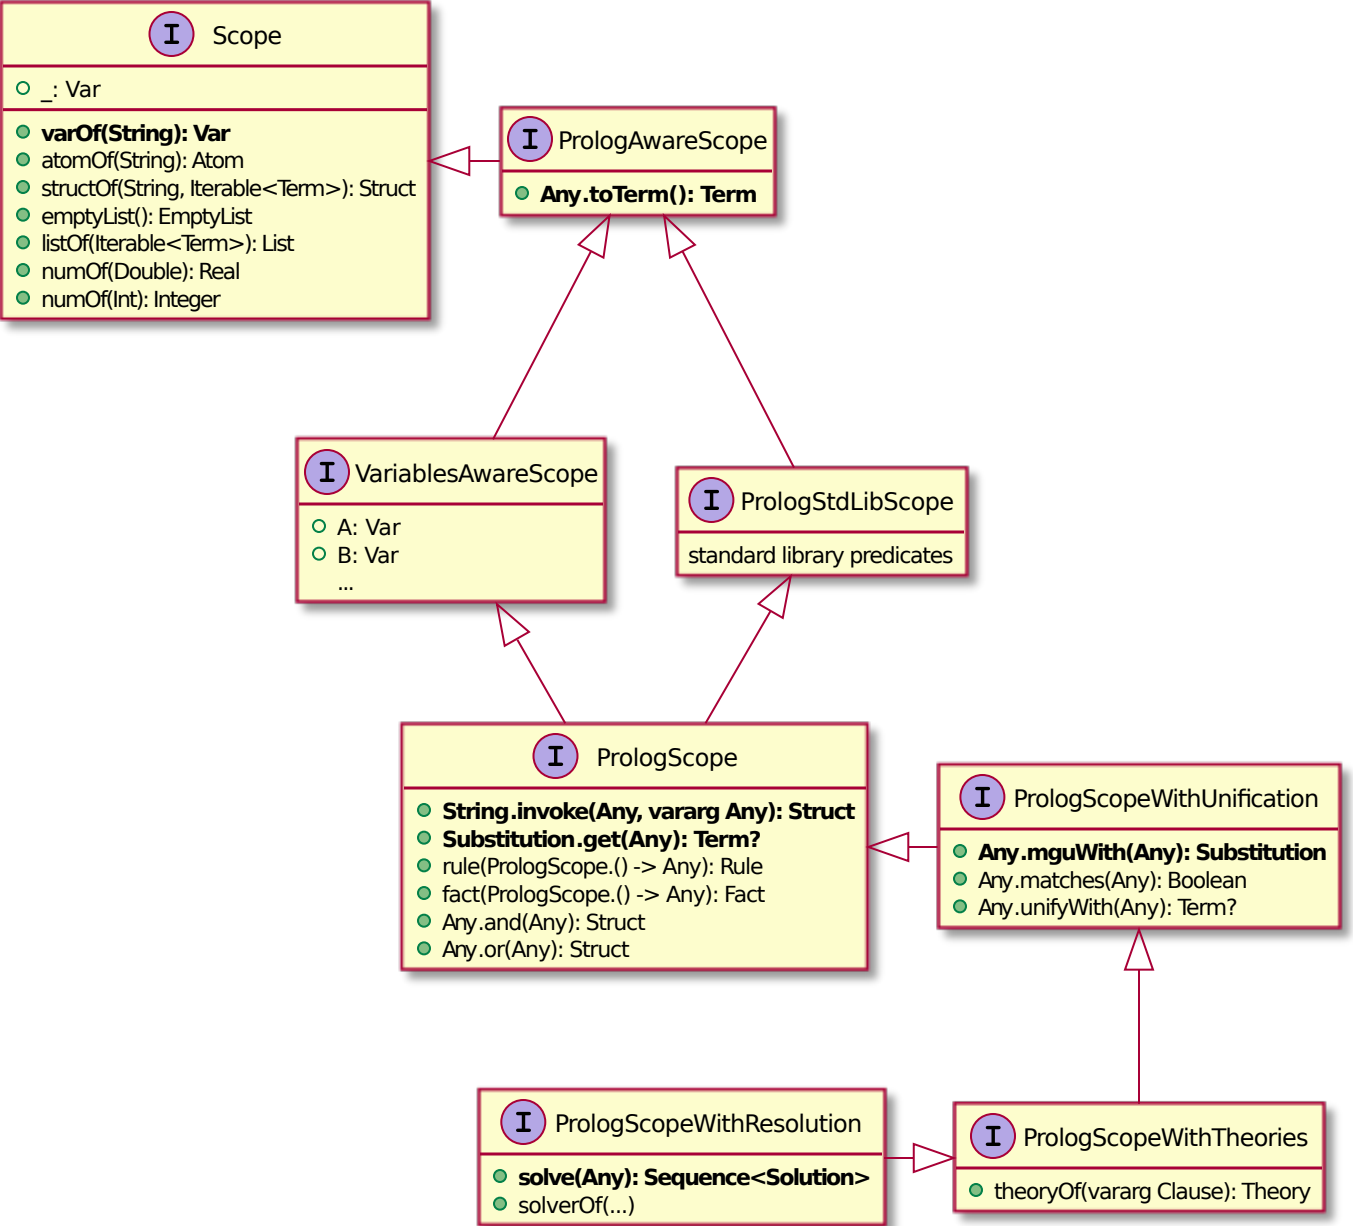 I Scope
_: Var
varOf(String): Var
atomOf(String): Atom
structOf(String, Iterable<Term>): Struct
emptyList(): EmptyList
listOf(Iterable<Term>): List
numOf(Double): Real
numOf(Int): Integer
I PrologAwareScope
Any.toTerm(): Term
I VariablesAwareScope
A: Var
B: Var
...
I PrologStdLibScope
standard library predicates
I PrologScope
String.invoke(Any, vararg Any): Struct
Substitution.get(Any): Term?
rule(PrologScope.() -> Any): Rule
fact(PrologScope.() -> Any): Fact
Any.and(Any): Struct
Any.or(Any): Struct
I PrologScopeWithUnification
Any.mguWith(Any): Substitution
Any.matches(Any): Boolean
Any.unifyWith(Any): Term?
I PrologScopeWithResolution
solve(Any): Sequence<Solution>
solverOf(...)
I PrologScopeWithTheories
theoryOf(vararg Clause): Theory